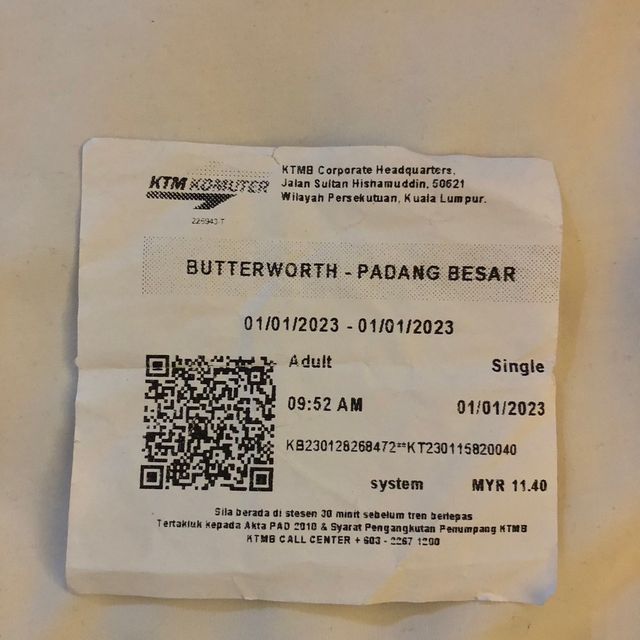 KTM KOMUTER
KTMB Corporate Headquarters,
Jalan Sultan Hishamuddin, 50621
Wilayah Persekutuan, Kuala Lumpur.
BUTTERWORTH - PADANG BESAR
01/01/2023 - 01/01/2023
Adult Single
09:52 AM 01/01/2023
KB230128268472**KT230115820040
system MYR 11.40
Sila berada di stesen 30 minit sebelum tren berlepas
Tertakluk kepada Akta PAD 2010 & Syarat Pengangkutan Penumpang KTMB
KTMB CALL CENTER + 603 - 2267 1200